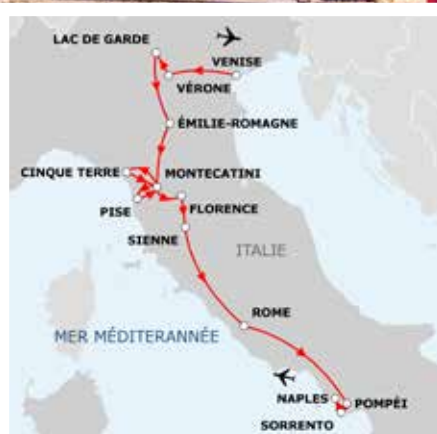 LAC DE GARDE
VENISE
VÉRONE
ÉMILIE-ROMAGNE
CINQUE TERRE
MONTECATINI
PISE
FLORENCE
SIENNE
ITALIE
ROME
MER MÉDITERANNÉE
NAPLES
POMPÉI
SORRENTO